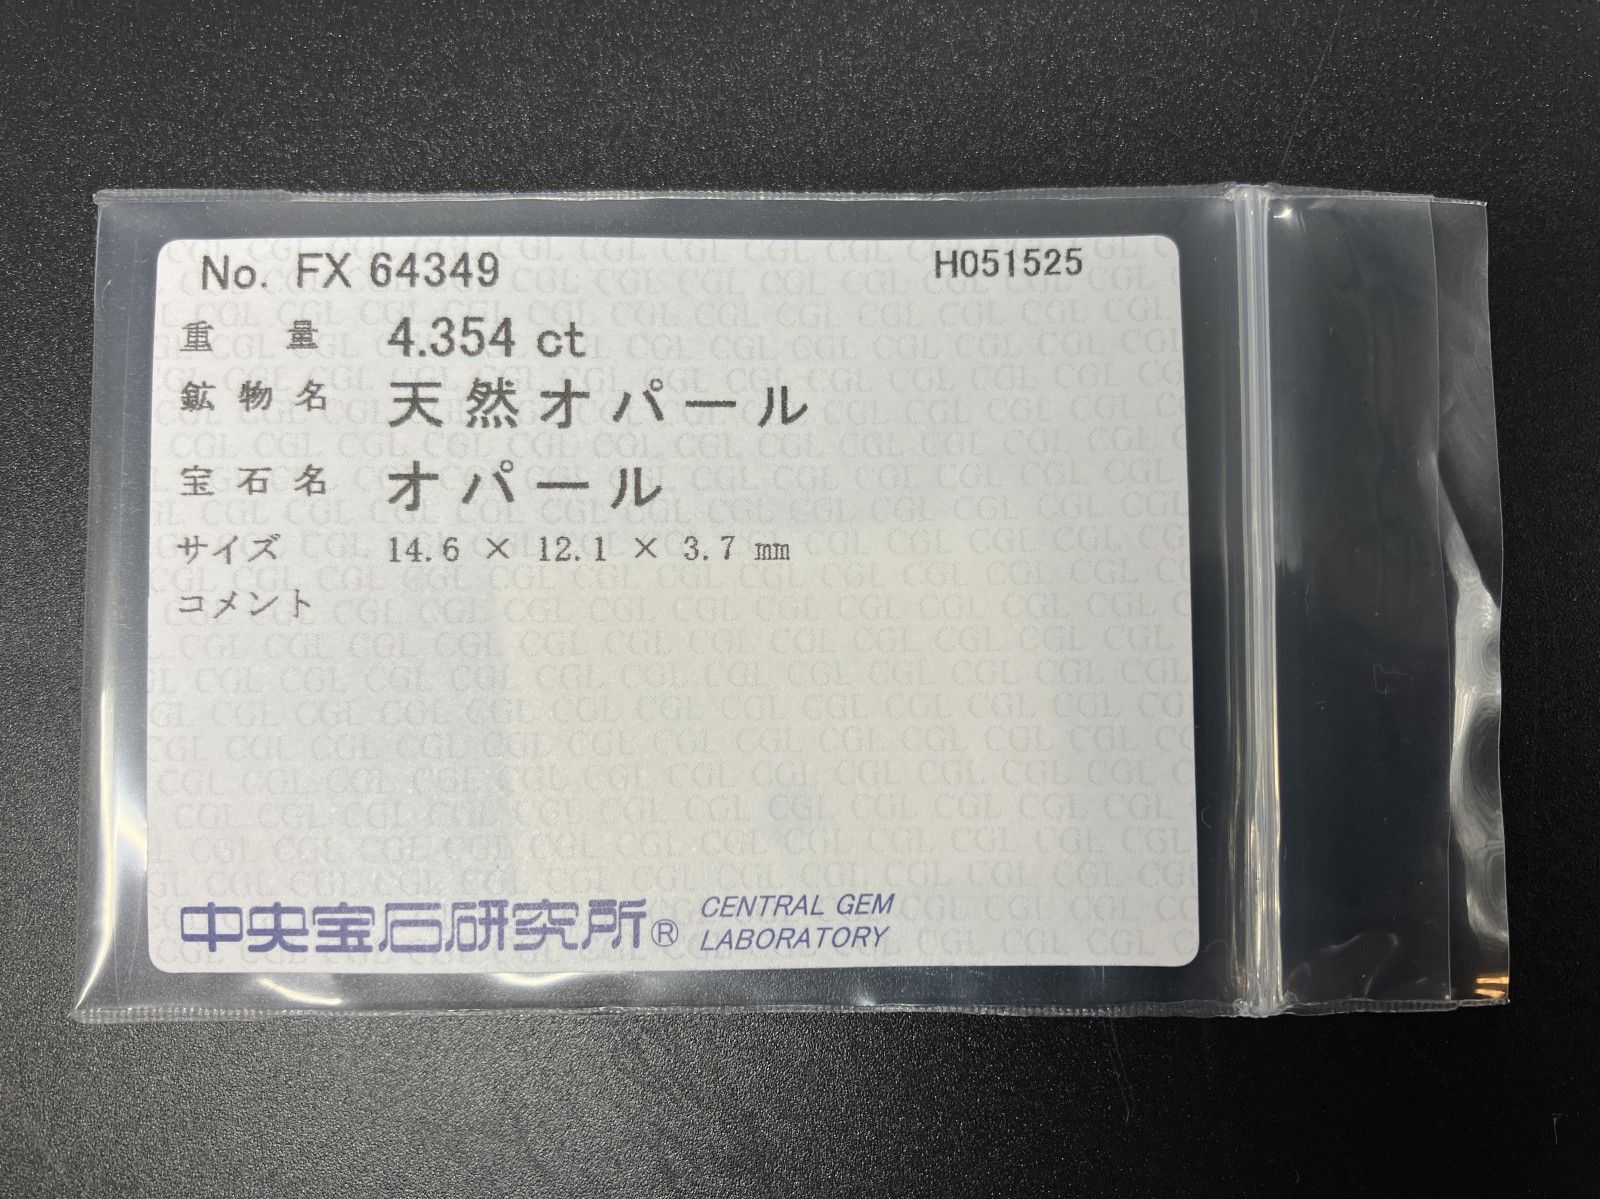 No. FX 64349 H051525
重量 4.354 ct
鉱物名 天然オパール
宝石名 オパール
サイズ 14.6 × 12.1 × 3.7 mm
コメント
中央宝石研究所® CENTRAL GEM
LABORATORY